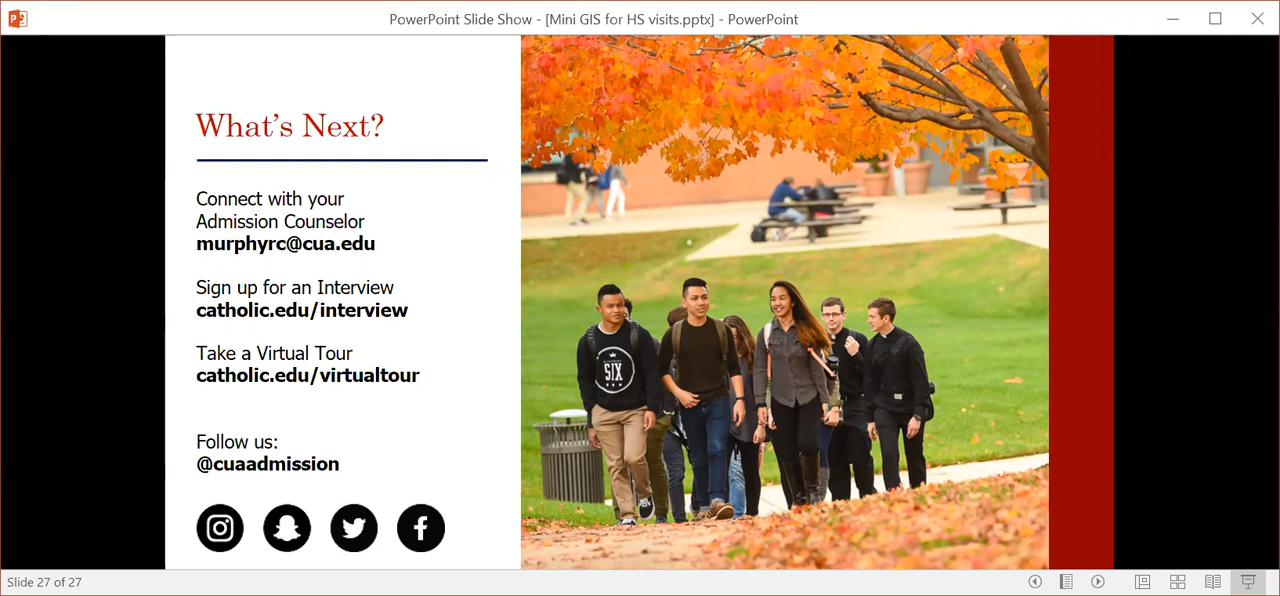 PowerPoint Slide Show - [Mini GIS for HS visits.pptx] - PowerPoint
What's Next?
Connect with your
Admission Counselor
murphyrc@cua.edu
Sign up for an Interview
catholic.edu/interview
Take a Virtual Tour
catholic.edu/virtualtour
Follow us:
@cuaadmission
SIX
Slide 27 of 27